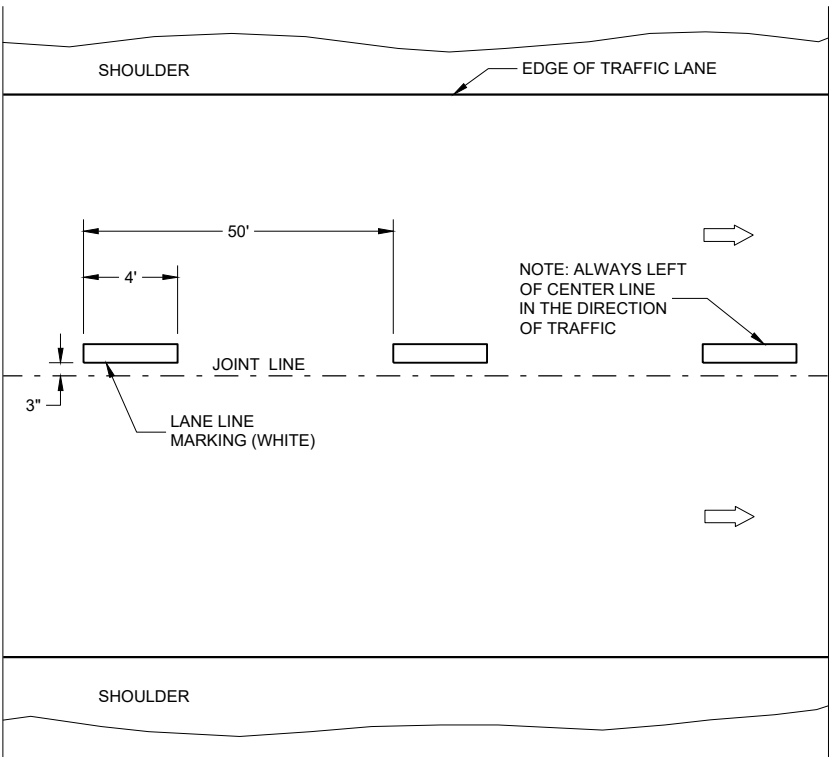 SHOULDER
EDGE OF TRAFFIC LANE
50'
4'
NOTE: ALWAYS LEFT
OF CENTER LINE
IN THE DIRECTION
OF TRAFFIC
JOINT LINE
3"
LANE LINE
MARKING (WHITE)
SHOULDER